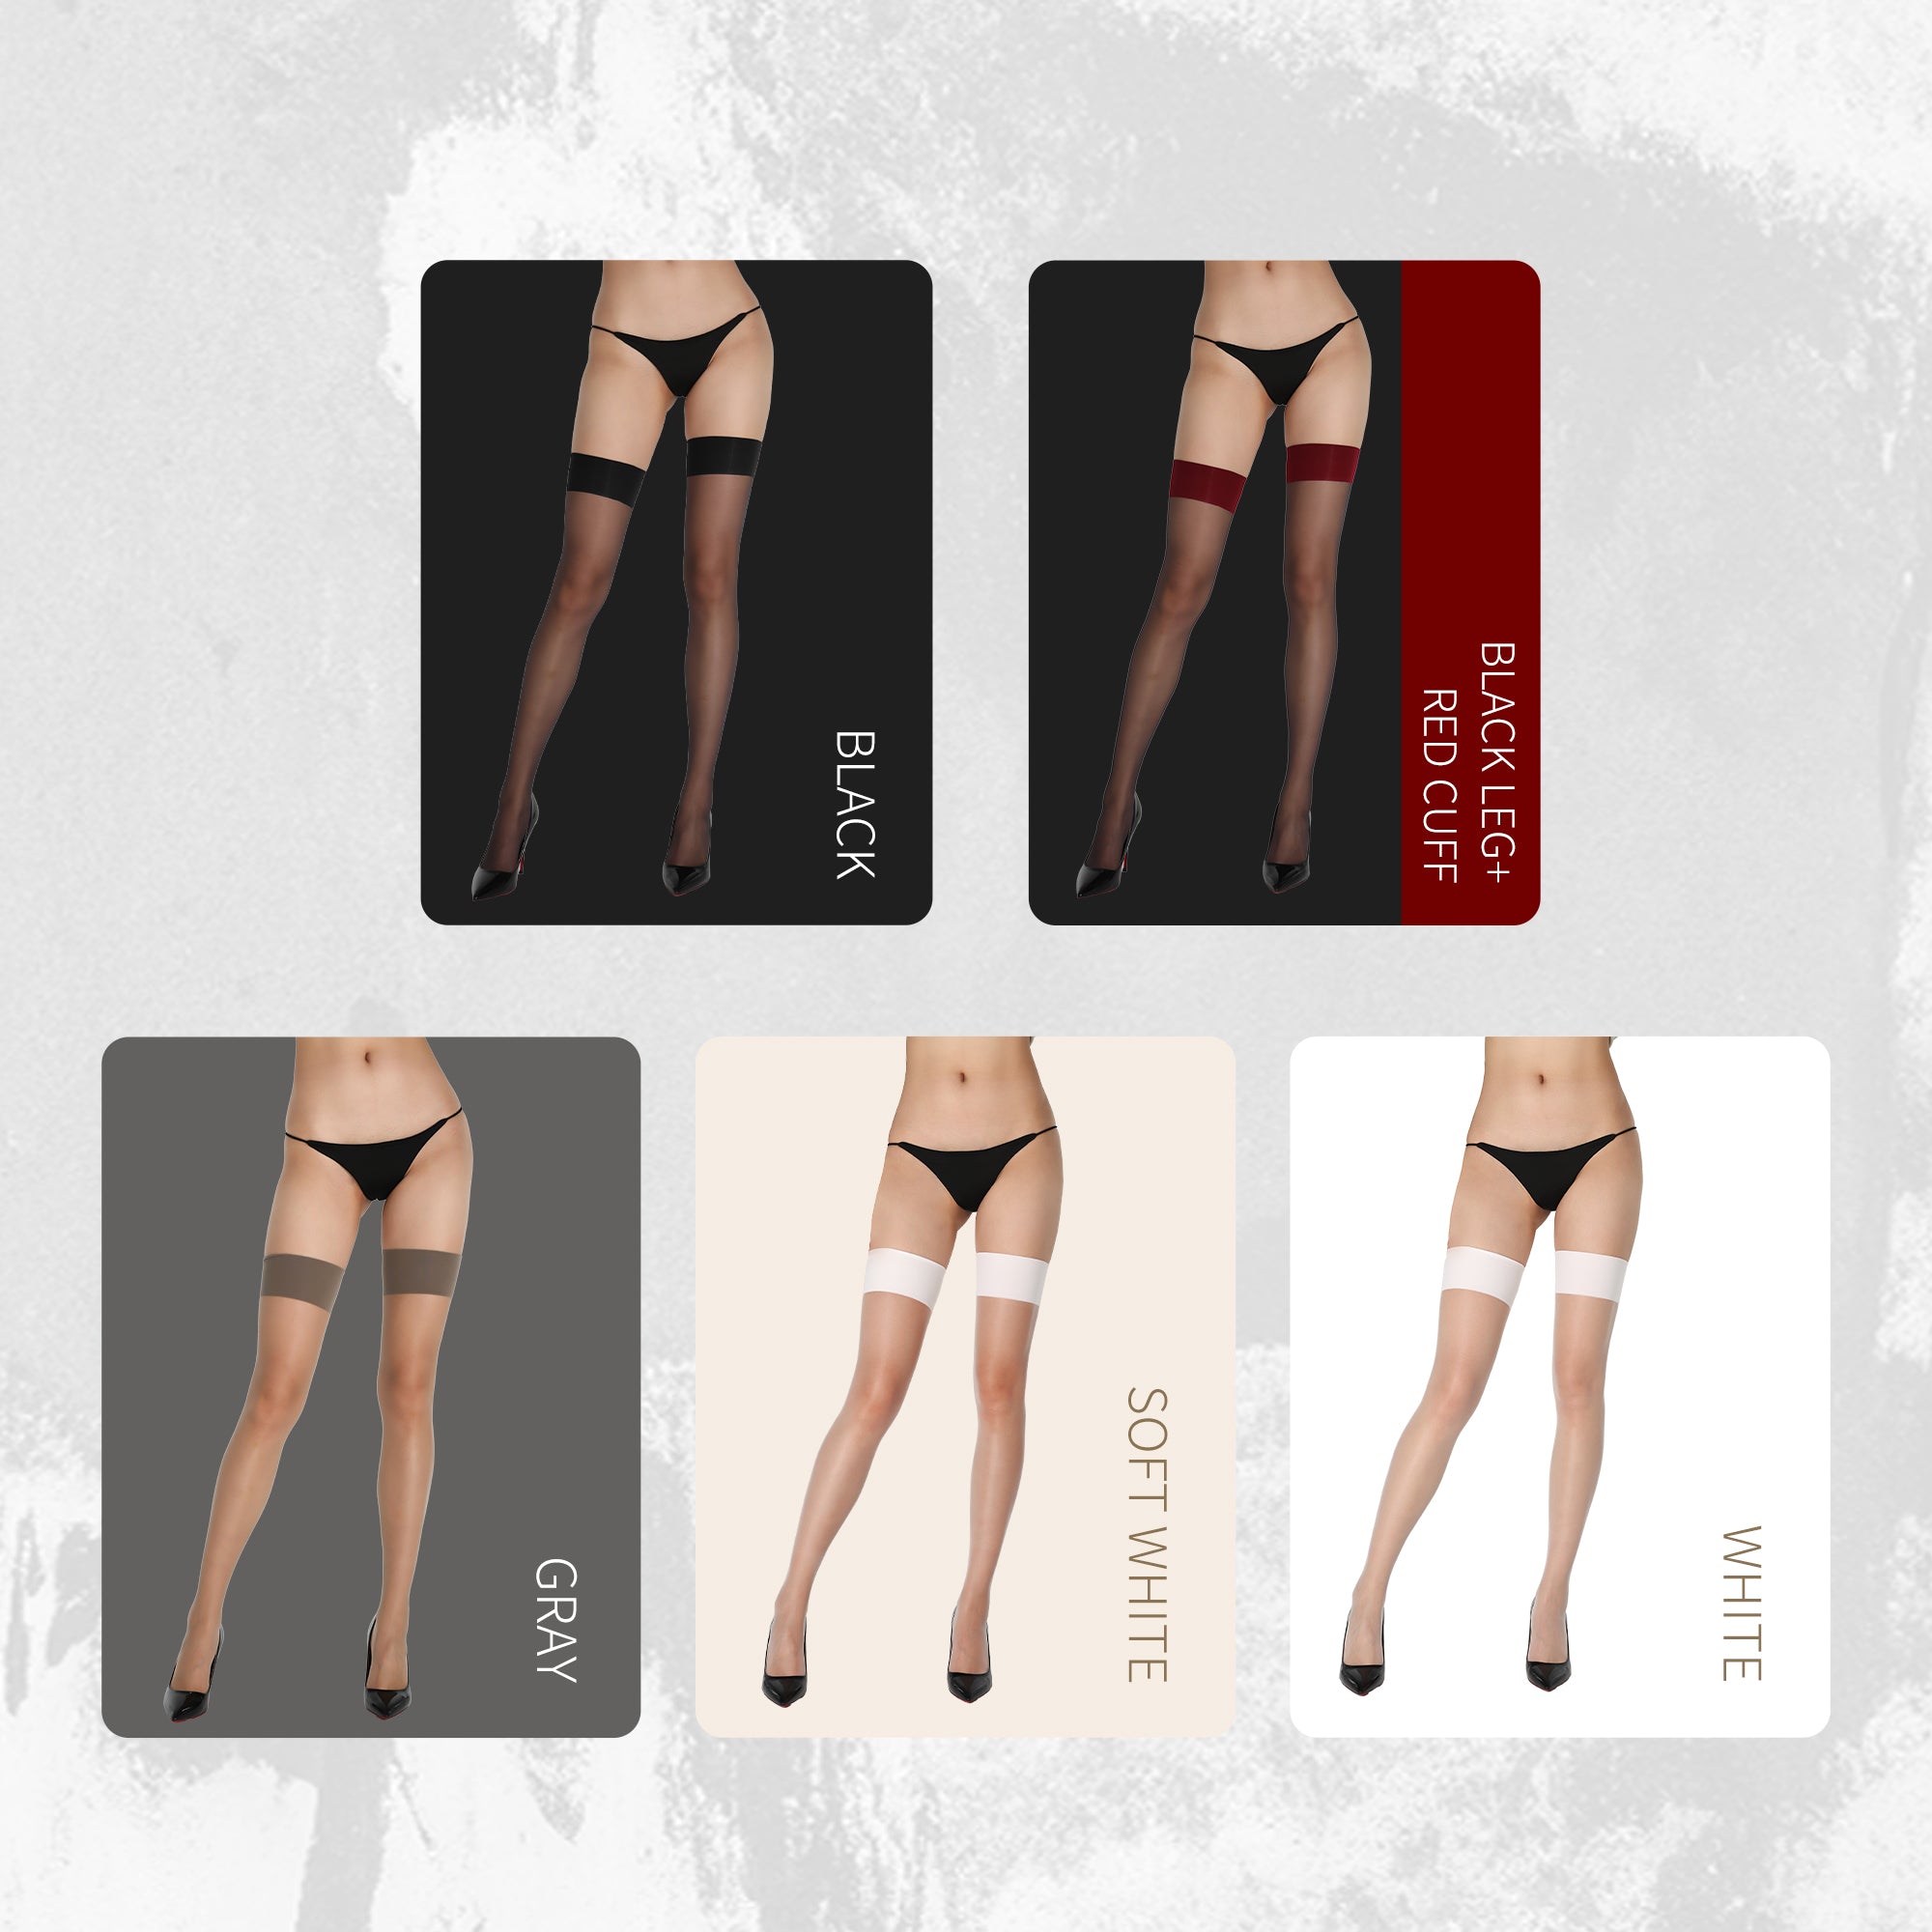 BLACK
BLACK LEG+
RED CUFF
GRAY
SOFT WHITE
WHITE